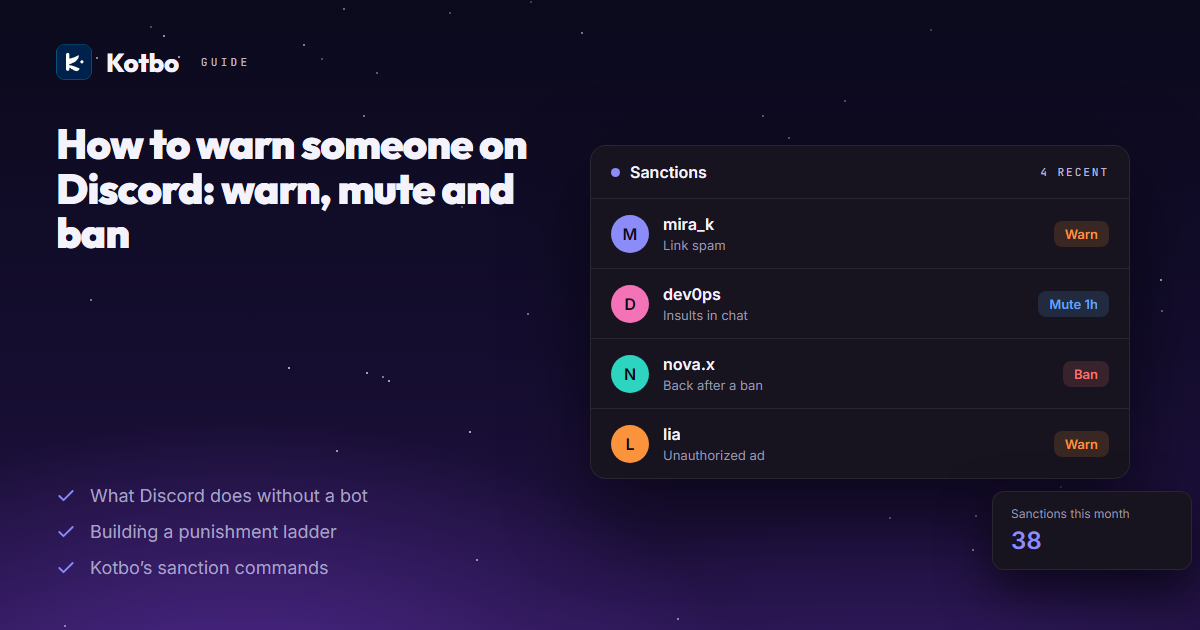 Kotbo GUIDE
How to warn someone on
Discord: warn, mute and
ban
Sanctions 4 RECENT
M mira_k Warn
Link spam
D dev0ps Mute 1h
Insults in chat
N nova.x Ban
Back after a ban
L lia Warn
Unauthorized ad
What Discord does without a bot
Building a punishment ladder
Kotbo’s sanction commands
Sanctions this month
38